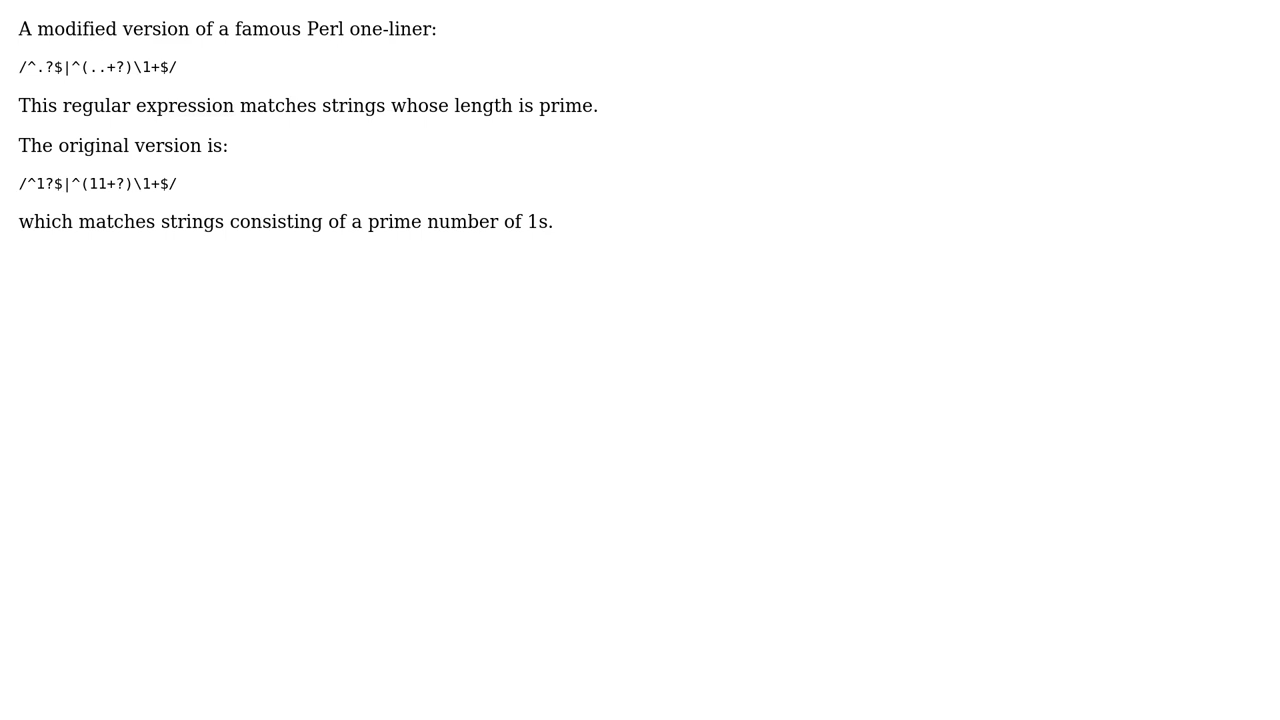 A modified version of a famous Perl one-liner:
/^.?$|^(..+?)\1+$/
This regular expression matches strings whose length is prime.
The original version is:
/^1?$|^(11+?)\1+$/
which matches strings consisting of a prime number of 1s.